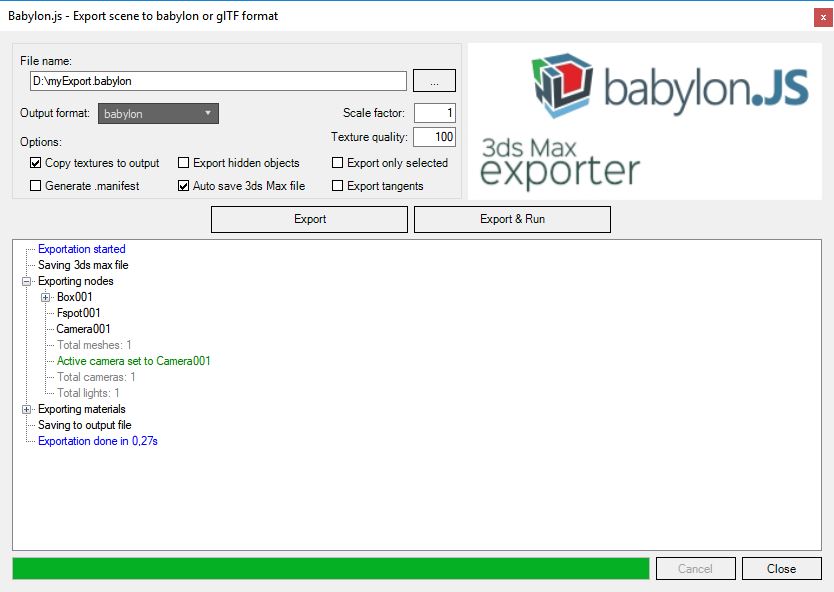 Babylon.js - Export scene to babylon or glTF format
x
File name:
D:\myExport.babylon
...
Output format: babylon
Scale factor: 1
Texture quality: 100
Options:
Copy textures to output
Export hidden objects
Export only selected
Generate .manifest
Auto save 3ds Max file
Export tangents
babylon.JS
3ds Max
exporter
Export
Export & Run
Exportation started
Saving 3ds max file
Exporting nodes
Box001
Fspot001
Camera001
Total meshes: 1
Active camera set to Camera001
Total cameras: 1
Total lights: 1
Exporting materials
Saving to output file
Exportation done in 0,27s
Cancel
Close